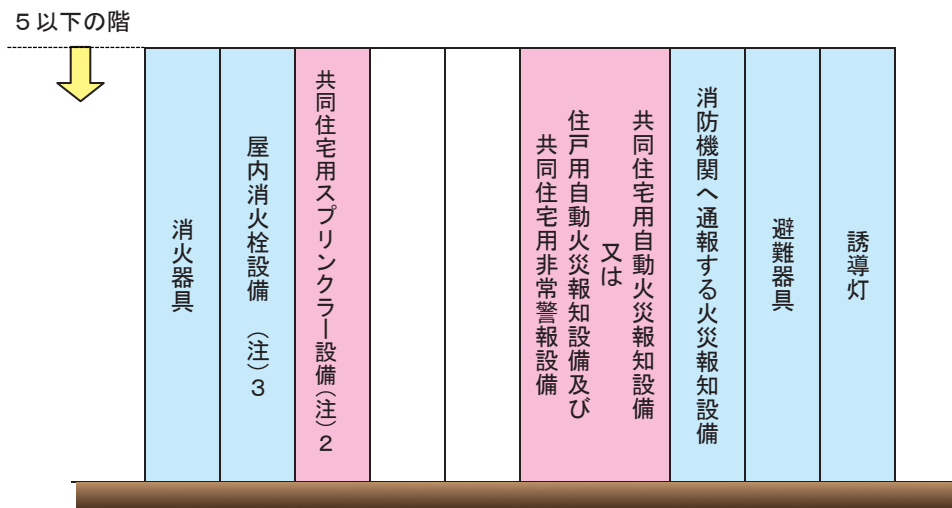 ５以下の階
消火器具
屋内消火栓設備　（注）３
共同住宅用スプリンクラー設備（注）２
共同住宅用自動火災報知設備
又は
住戸用自動火災報知設備及び
共同住宅用非常警報設備
消防機関へ通報する火災報知設備
避難器具
誘導灯